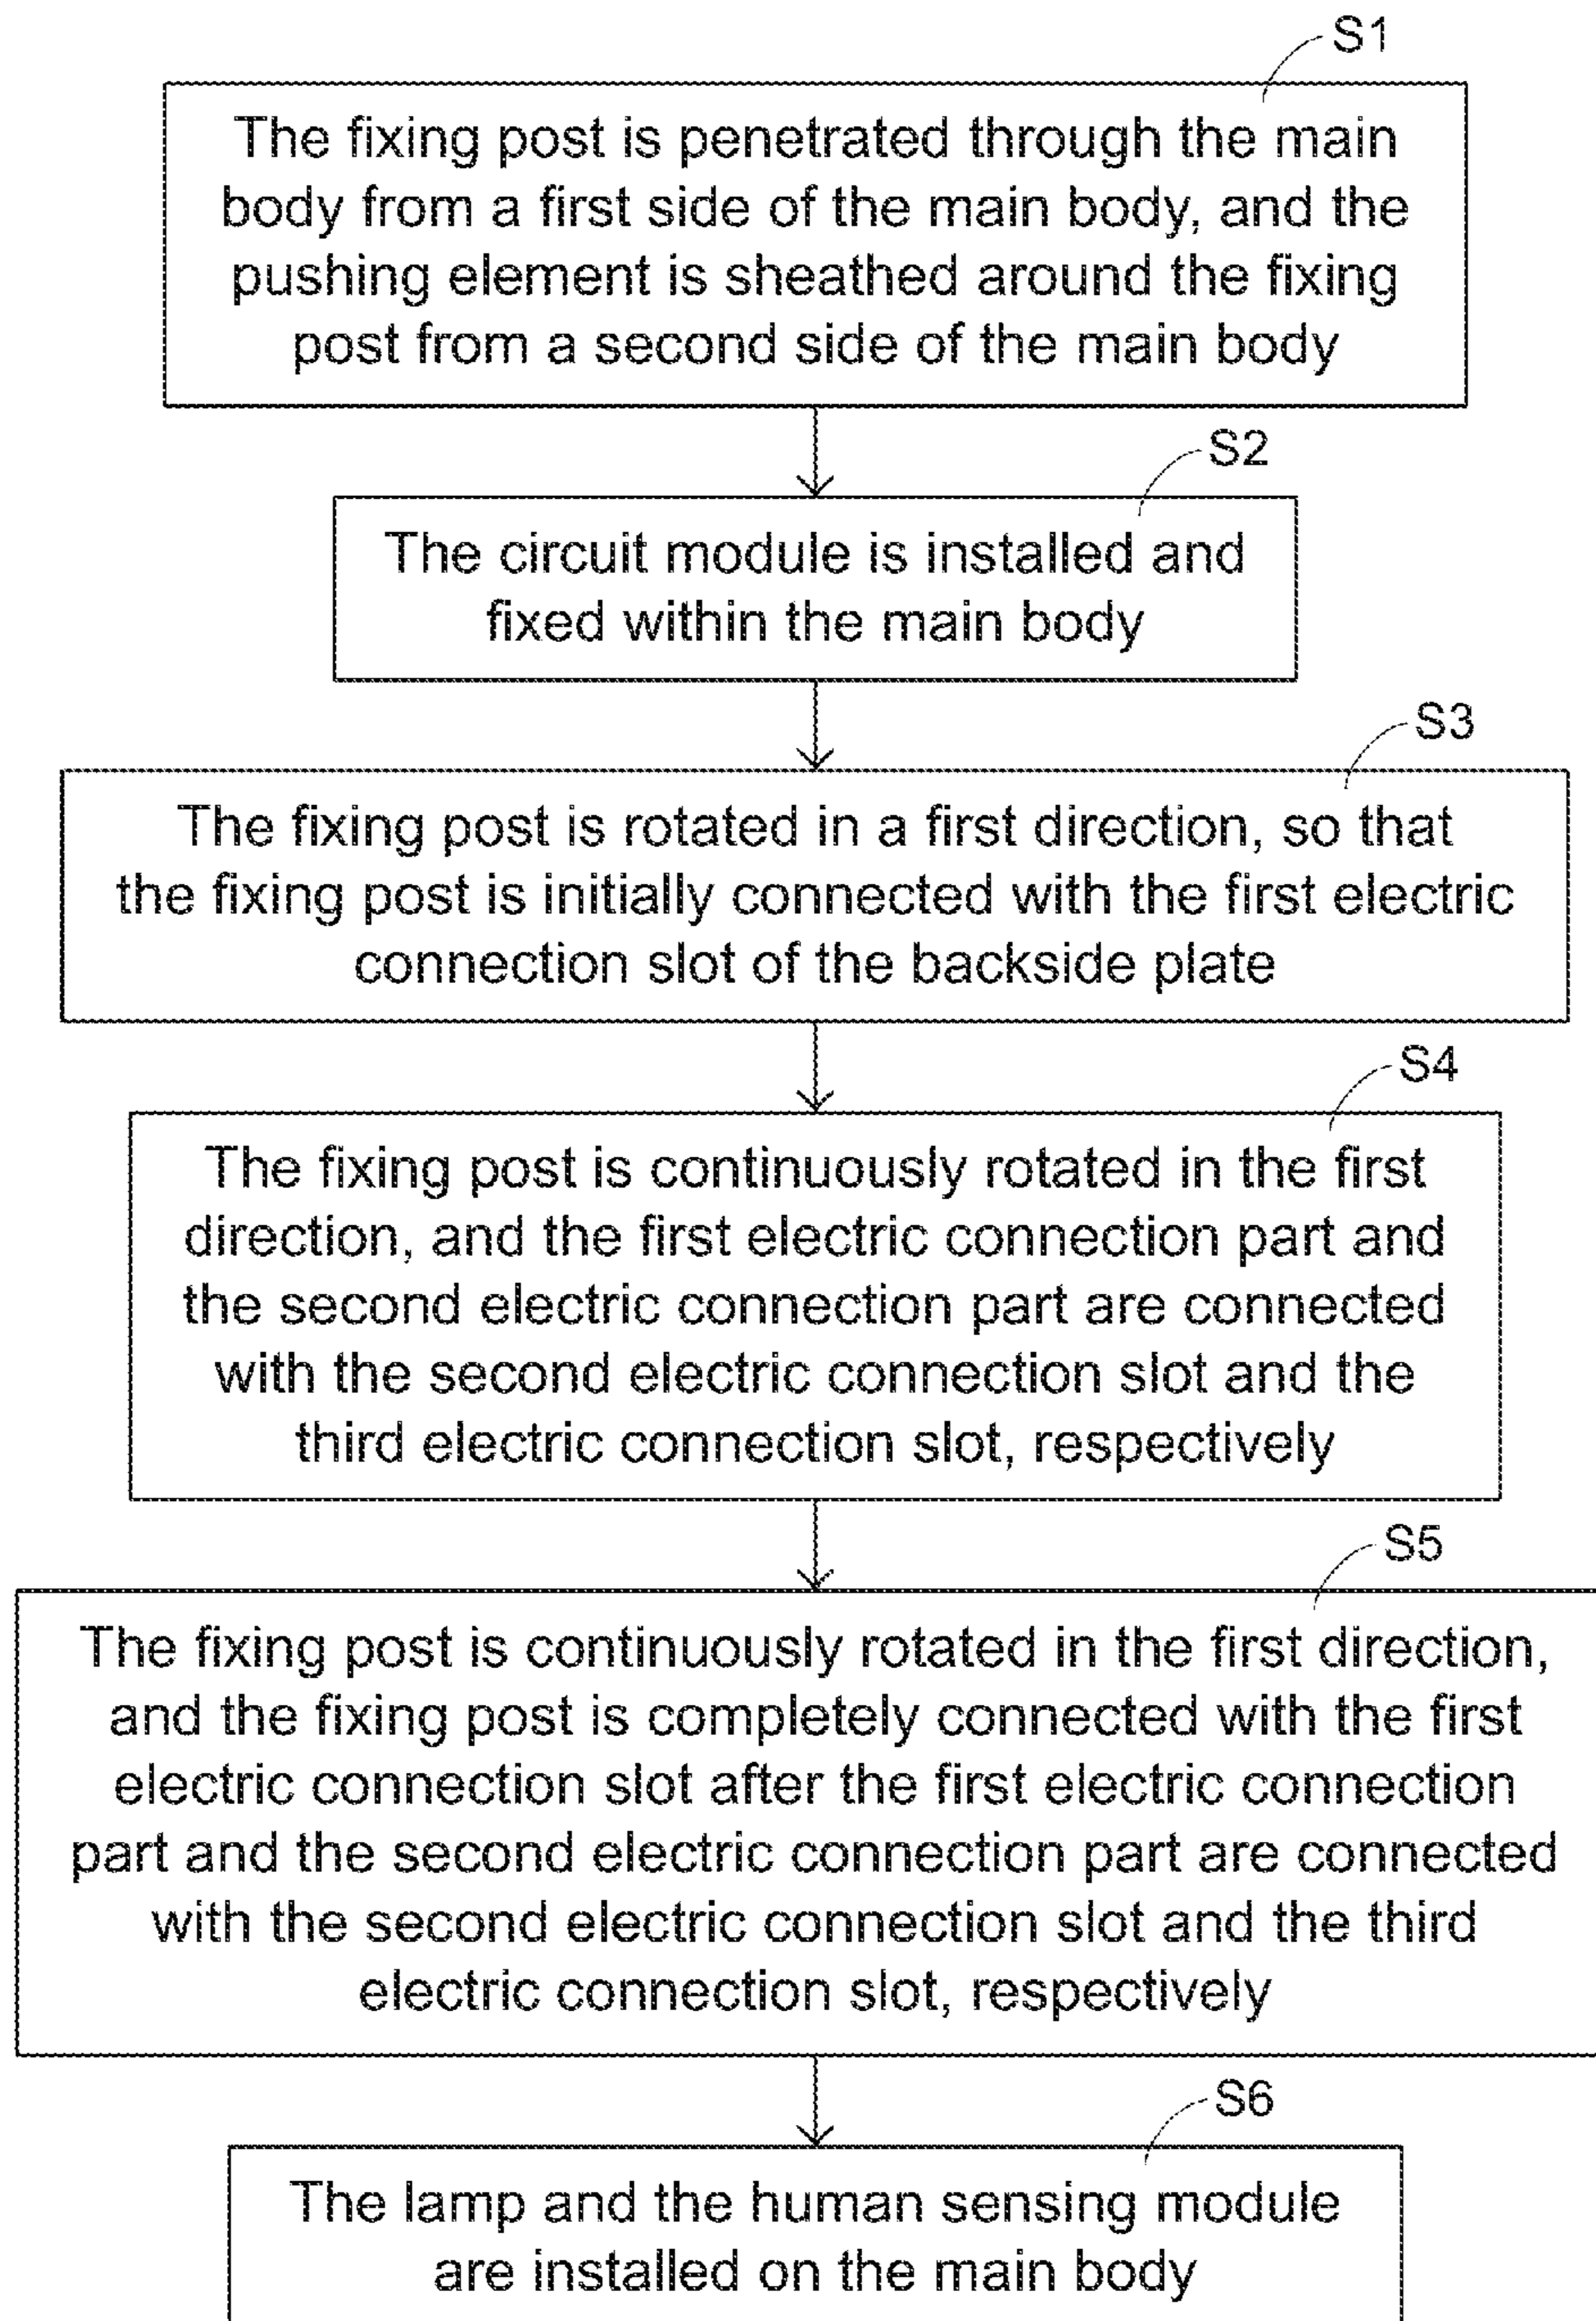 S1
The fixing post is penetrated through the main
body from a first side of the main body, and the
pushing element is sheathed around the fixing
post from a second side of the main body
S2
The circuit module is installed and
fixed within the main body
S3
The fixing post is rotated in a first direction, so that
the fixing post is initially connected with the first electric
connection slot of the backside plate
S4
The fixing post is continuously rotated in the first
direction, and the first electric connection part and
the second electric connection part are connected
with the second electric connection slot and the
third electric connection slot, respectively
S5
The fixing post is continuously rotated in the first direction,
and the fixing post is completely connected with the first
electric connection slot after the first electric connection
part and the second electric connection part are connected
with the second electric connection slot and the third
electric connection slot, respectively
S6
The lamp and the human sensing module
are installed on the main body